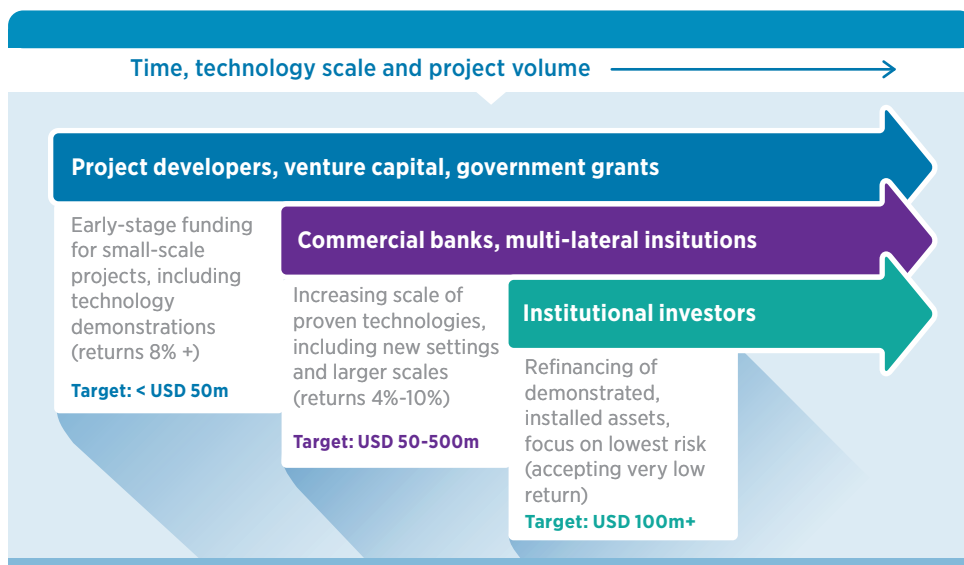 Time, technology scale and project volume
Project developers, venture capital, government grants
Early-stage funding
for small-scale
projects, including
technology
demonstrations
(returns 8% +)
Target: < USD 50m
Commercial banks, multi-lateral insitutions
Increasing scale of
proven technologies,
including new settings
and larger scales
(returns 4%-10%)
Target: USD 50-500m
Institutional investors
Refinancing of
demonstrated,
installed assets,
focus on lowest risk
(accepting very low
return)
Target: USD 100m+